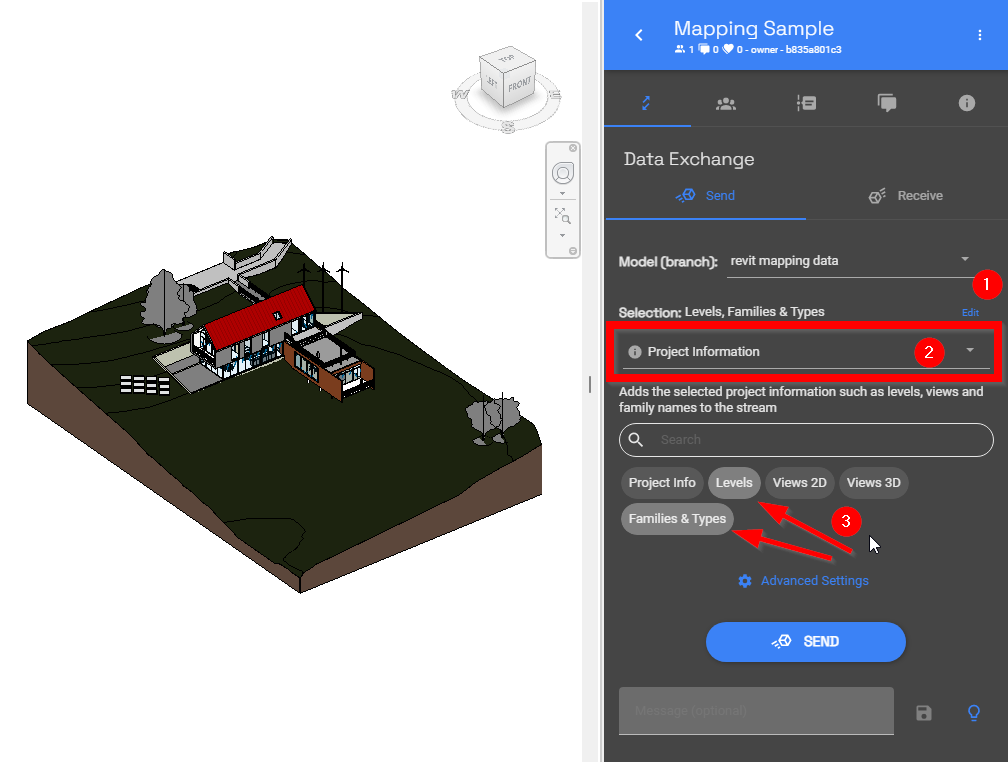 Mapping Sample
1 0 0 - owner - b835a801c3
TOP
LEFT
FRONT
W
E
S
Data Exchange
Send
Receive
Model (branch):
revit mapping data
1
Selection: Levels, Families & Types
Edit
Project Information
2
Adds the selected project information such as levels, views and
family names to the stream
Search
Project Info
Levels
Views 2D
Views 3D
Families & Types
3
Advanced Settings
SEND
Message (optional)